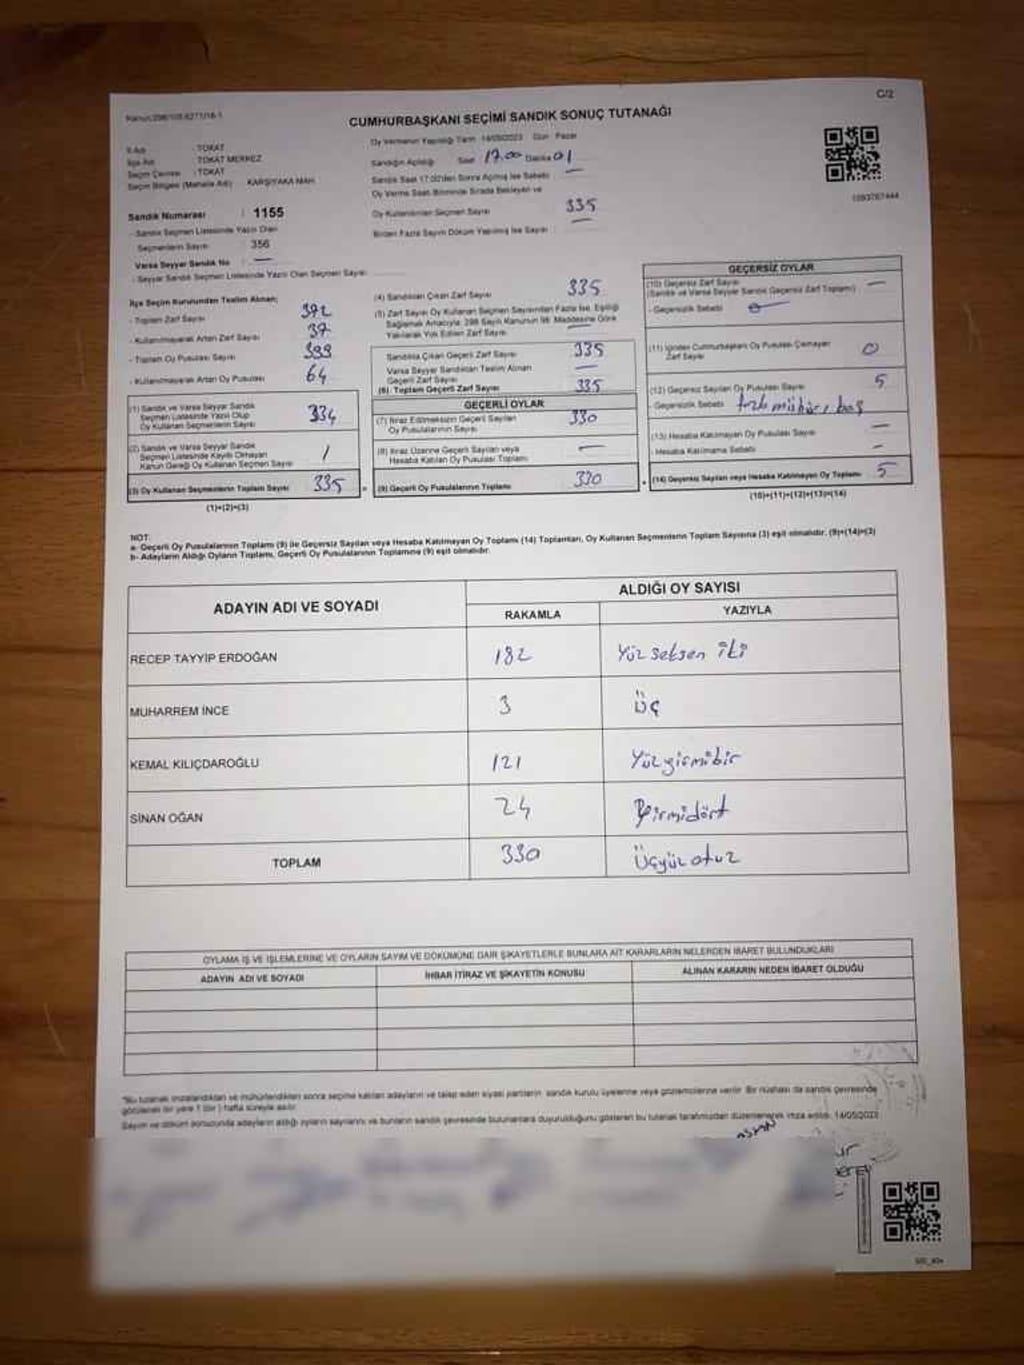 C/2
CUMHURBAŞKANI SEÇİMİ SANDIK SONUÇ TUTANAĞI
İl Adı : TOKAT
İlçe Adı : TOKAT MERKEZ
Seçim Çevresi : TOKAT
Seçim Bölgesi (Mahalle Adı) : KARŞIYAKA MAH
Sandık Numarası : 1155
- Sandık Seçmen Listesinde Yazılı Olan
Seçmenlerin Sayısı : 356
Varsa Seyyar Sandık No : —
- Seyyar Sandık Seçmen Listesinde Yazılı Olan Seçmen Sayısı:
Oy Vermenin Yapıldığı Tarih : 14/05/2023 Gün : Pazar
Sandığın Açılışı Saat 17.00 Dakika 01
Sandık Saat 17:00'den Sonra Açılmış İse Sebebi : —
Oy Verme Saati Bitiminde Sırada Bekleyen ve
Oy Kullandırılan Seçmen Sayısı : 335
Birden Fazla Sayım Döküm Yapılmış İse Sayısı : —
1093767444
İlçe Seçim Kurulundan Teslim Alınan;
- Toplam Zarf Sayısı 372
- Kullanılmayarak Artan Zarf Sayısı 37
- Toplam Oy Pusulası Sayısı 399
- Kullanılmayarak Artan Oy Pusulası 64
(1) Sandık ve Varsa Seyyar Sandık
Seçmen Listesinde Yazılı Olup
Oy Kullanan Seçmenlerin Sayısı 334
(2) Sandık ve Varsa Seyyar Sandık
Seçmen Listesinde Kayıtlı Olmayan
Kanun Gereği Oy Kullanan Seçmen Sayısı 1
(3) Oy Kullanan Seçmenlerin Toplam Sayısı 335
(1)+(2)=(3)
(4) Sandıktan Çıkan Zarf Sayısı 335
(5) Zarf Sayısı Oy Kullanan Seçmen Sayısından Fazla İse, Eşitliği
Sağlamak Amacıyla, 298 Sayılı Kanunun 98. Maddesine Göre
Yakılarak Yok Edilen Zarf Sayısı —
Sandıkta Çıkan Geçerli Zarf Sayısı 335
Varsa Seyyar Sandıktan Teslim Alınan
Geçerli Zarf Sayısı —
(6) Toplam Geçerli Zarf Sayısı 335
GEÇERLİ OYLAR
(7) İtiraz Edilmeksizin Geçerli Sayılan
Oy Pusulalarının Sayısı 330
(8) İtiraz Üzerine Geçerli Sayılan veya
Hesaba Katılan Oy Pusulası Toplamı —
(9) Geçerli Oy Pusulalarının Toplamı 330
GEÇERSİZ OYLAR
(10) Geçersiz Zarf Sayısı
(Sandık ve Varsa Seyyar Sandık Geçersiz Zarf Toplamı) —
- Geçersizlik Sebebi
(11) İçinden Cumhurbaşkanı Oy Pusulası Çıkmayan
Zarf Sayısı 0
(12) Geçersiz Sayılan Oy Pusulası Sayısı 5
- Geçersizlik Sebebi
(13) Hesaba Katılmayan Oy Pusulası Sayısı —
- Hesaba Katılmama Sebebi —
(14) Geçersiz Sayılan veya Hesaba Katılmayan Oy Toplamı 5
(10)+(11)+(12)+(13)=(14)
NOT:
a- Geçerli Oy Pusulalarının Toplamı (9) ile Geçersiz Sayılan veya Hesaba Katılmayan Oy Toplamı (14) Toplamları, Oy Kullanan Seçmenlerin Toplam Sayısına (3) eşit olmalıdır. (9)+(14)=(3)
b- Adayların Aldığı Oyların Toplamı, Geçerli Oy Pusulalarının Toplamına (9) eşit olmalıdır.
ADAYIN ADI VE SOYADI
ALDIĞI OY SAYISI
RAKAMLA YAZIYLA
RECEP TAYYİP ERDOĞAN 182 Yüz seksen iki
MUHARREM İNCE 3 Üç
KEMAL KILIÇDAROĞLU 121 Yüzyirmibir
SİNAN OĞAN 24 Yirmidört
TOPLAM 330 Üçyüz otuz
OYLAMA İŞ VE İŞLEMLERİNE VE OYLARIN SAYIM VE DÖKÜMÜNE DAİR ŞİKAYETLERLE BUNLARA AİT KARARLARIN NELERDEN İBARET BULUNDUKLARI
ADAYIN ADI VE SOYADI İHBAR İTİRAZ VE ŞİKAYETİN KONUSU ALINAN KARARIN NEDEN İBARET OLDUĞU
*Bu tutanak imzalandıktan ve mühürlendikten sonra seçime katılan adayların ve talep eden siyasi partilerin sandık kurulu üyelerine veya gözlemcilerine verilir. Bir nüshası da sandık çevresinde
görülecek bir yere 1 (bir) hafta süreyle asılır.
Sayım ve döküm sonucunda adayların aldığı oyların sayılarını ve bunların sandık çevresinde bulunanlara duyurulduğunu gösteren bu tutanak tarafımızdan düzenlenerek imza edildi. 14/05/2023